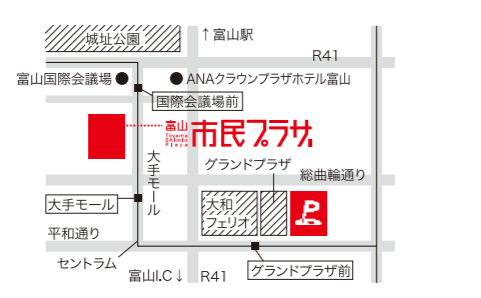 城址公園
↑富山駅
R41
富山国際会議場
ANAクラウンプラザホテル富山
国際会議場前
富山
Toyama
Shimin
Plaza
市民プラザ
大手モール
グランドプラザ
総曲輪通り
大手モール
大和
フェリオ
P
平和通り
セントラム
グランドプラザ前
富山I.C↓
R41